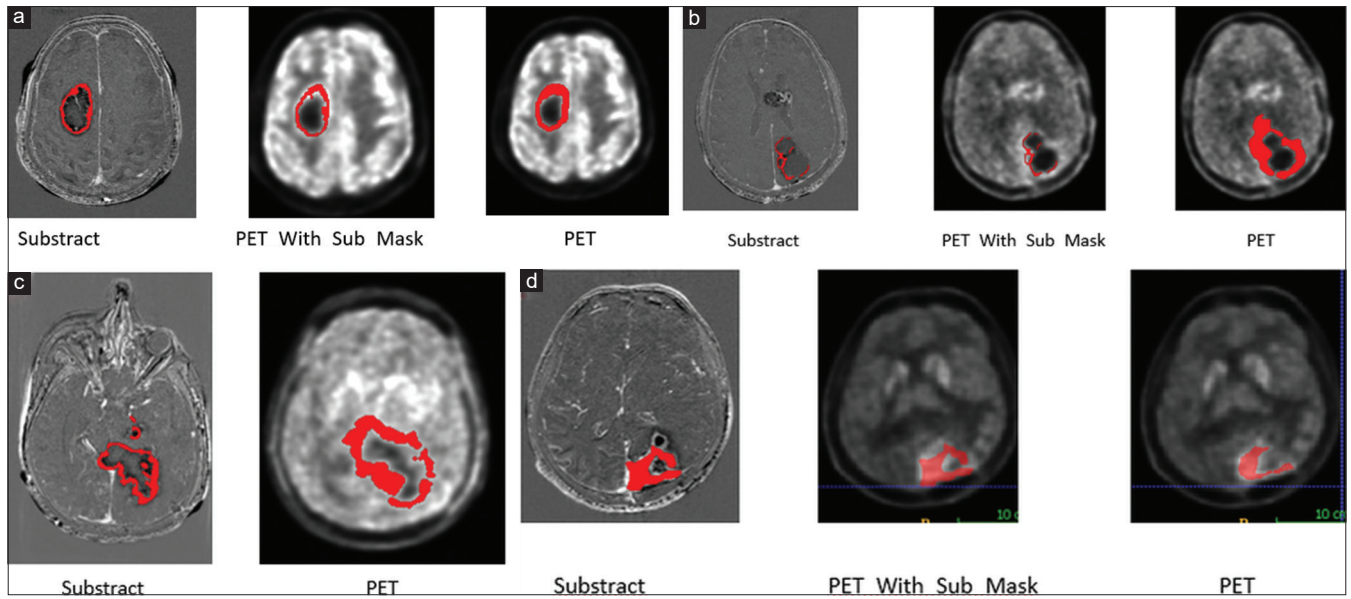 a
b
Substract
PET With Sub Mask
PET
Substract
PET With Sub Mask
PET
c
d
10 c
10 cm
Substract
PET
Substract
PET With Sub Mask
PET